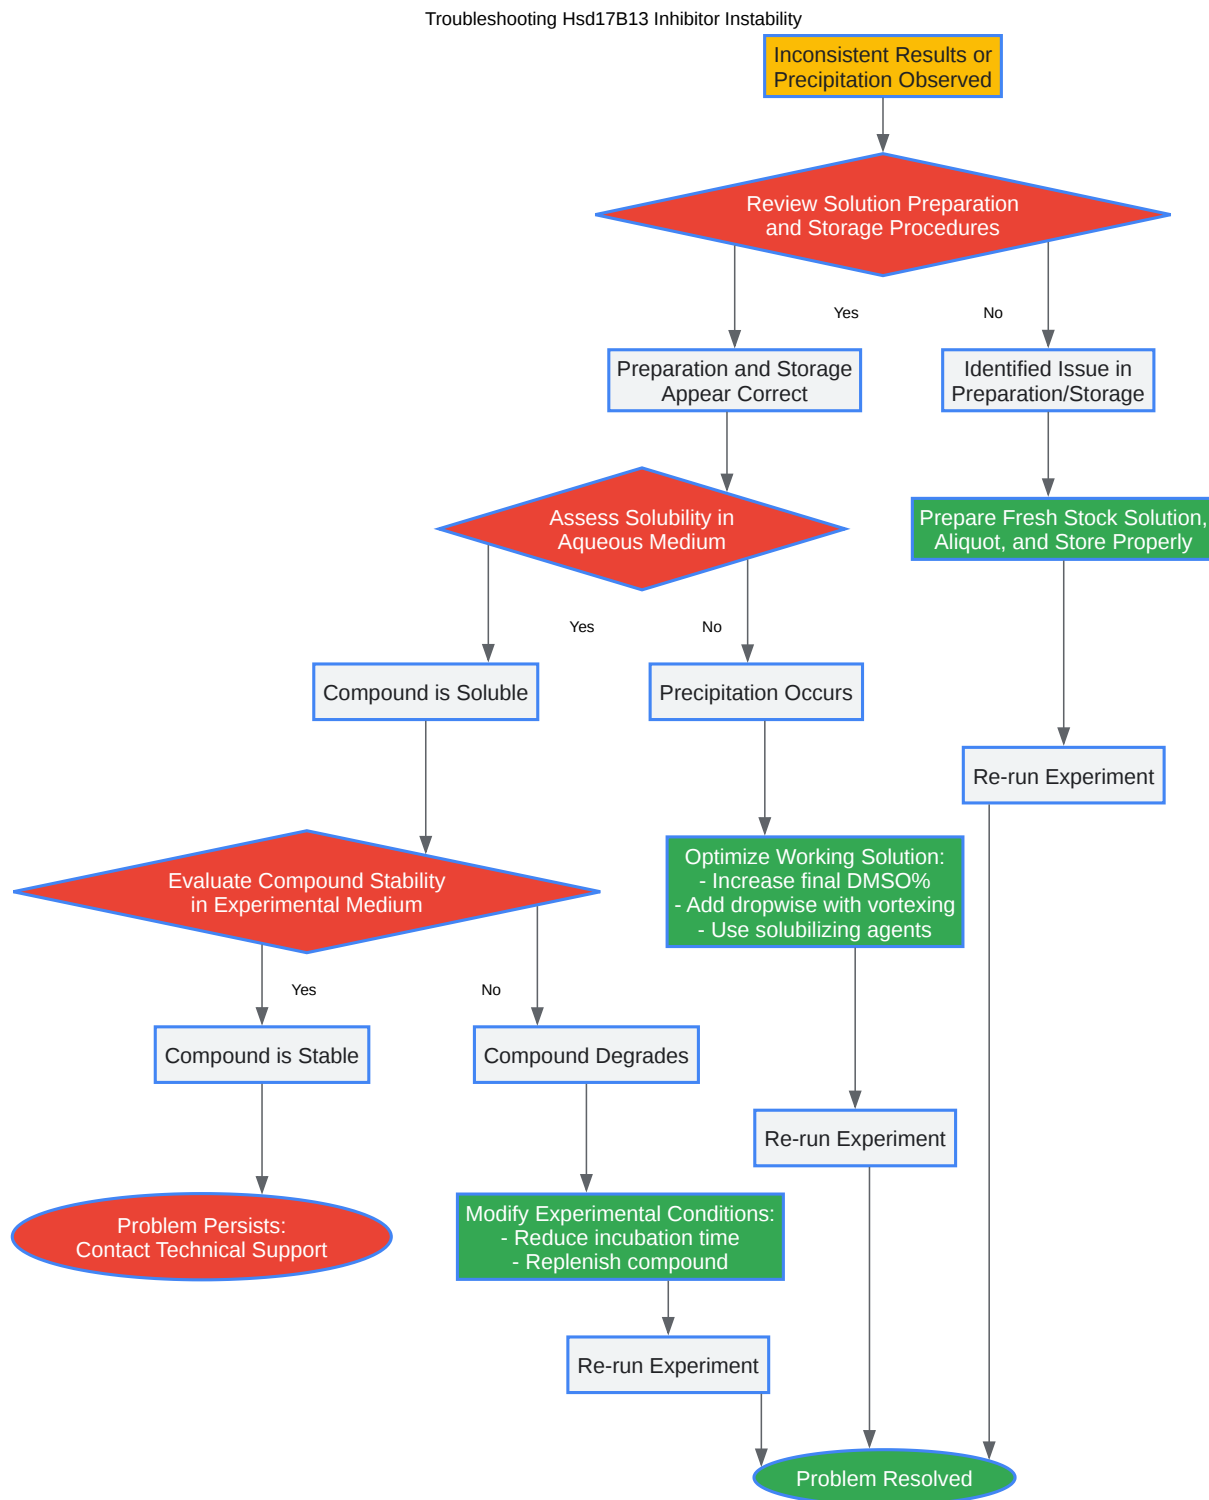 Troubleshooting Hsd17B13 Inhibitor Instability
Inconsistent Results or
Precipitation Observed
Review Solution Preparation
and Storage Procedures
Yes
No
Preparation and Storage
Appear Correct
Identified Issue in
Preparation/Storage
Assess Solubility in
Aqueous Medium
Prepare Fresh Stock Solution,
Aliquot, and Store Properly
Yes
No
Compound is Soluble
Precipitation Occurs
Re-run Experiment
Evaluate Compound Stability
in Experimental Medium
Optimize Working Solution:
- Increase final DMSO%
- Add dropwise with vortexing
- Use solubilizing agents
Yes
No
Compound is Stable
Compound Degrades
Re-run Experiment
Problem Persists:
Contact Technical Support
Modify Experimental Conditions:
- Reduce incubation time
- Replenish compound
Re-run Experiment
Problem Resolved